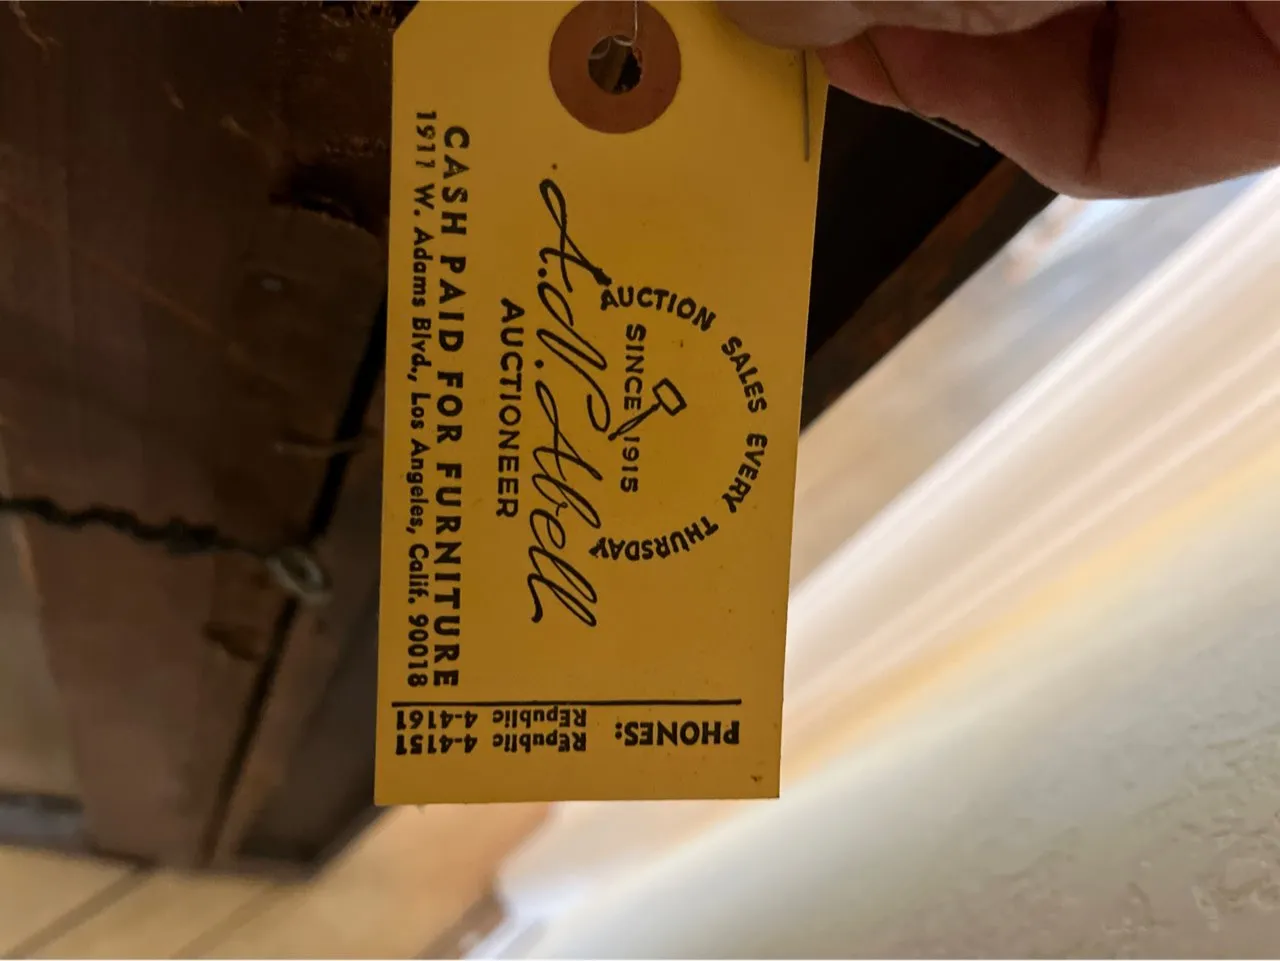 AUCTION SALES EVERY THURSDAY
SINCE 1915
A. M. Abell
AUCTIONEER
CASH PAID FOR FURNITURE
1911 W. Adams Blvd., Los Angeles, Calif. 90018
PHONES:
REpublic 4-4151
REpublic 4-4161